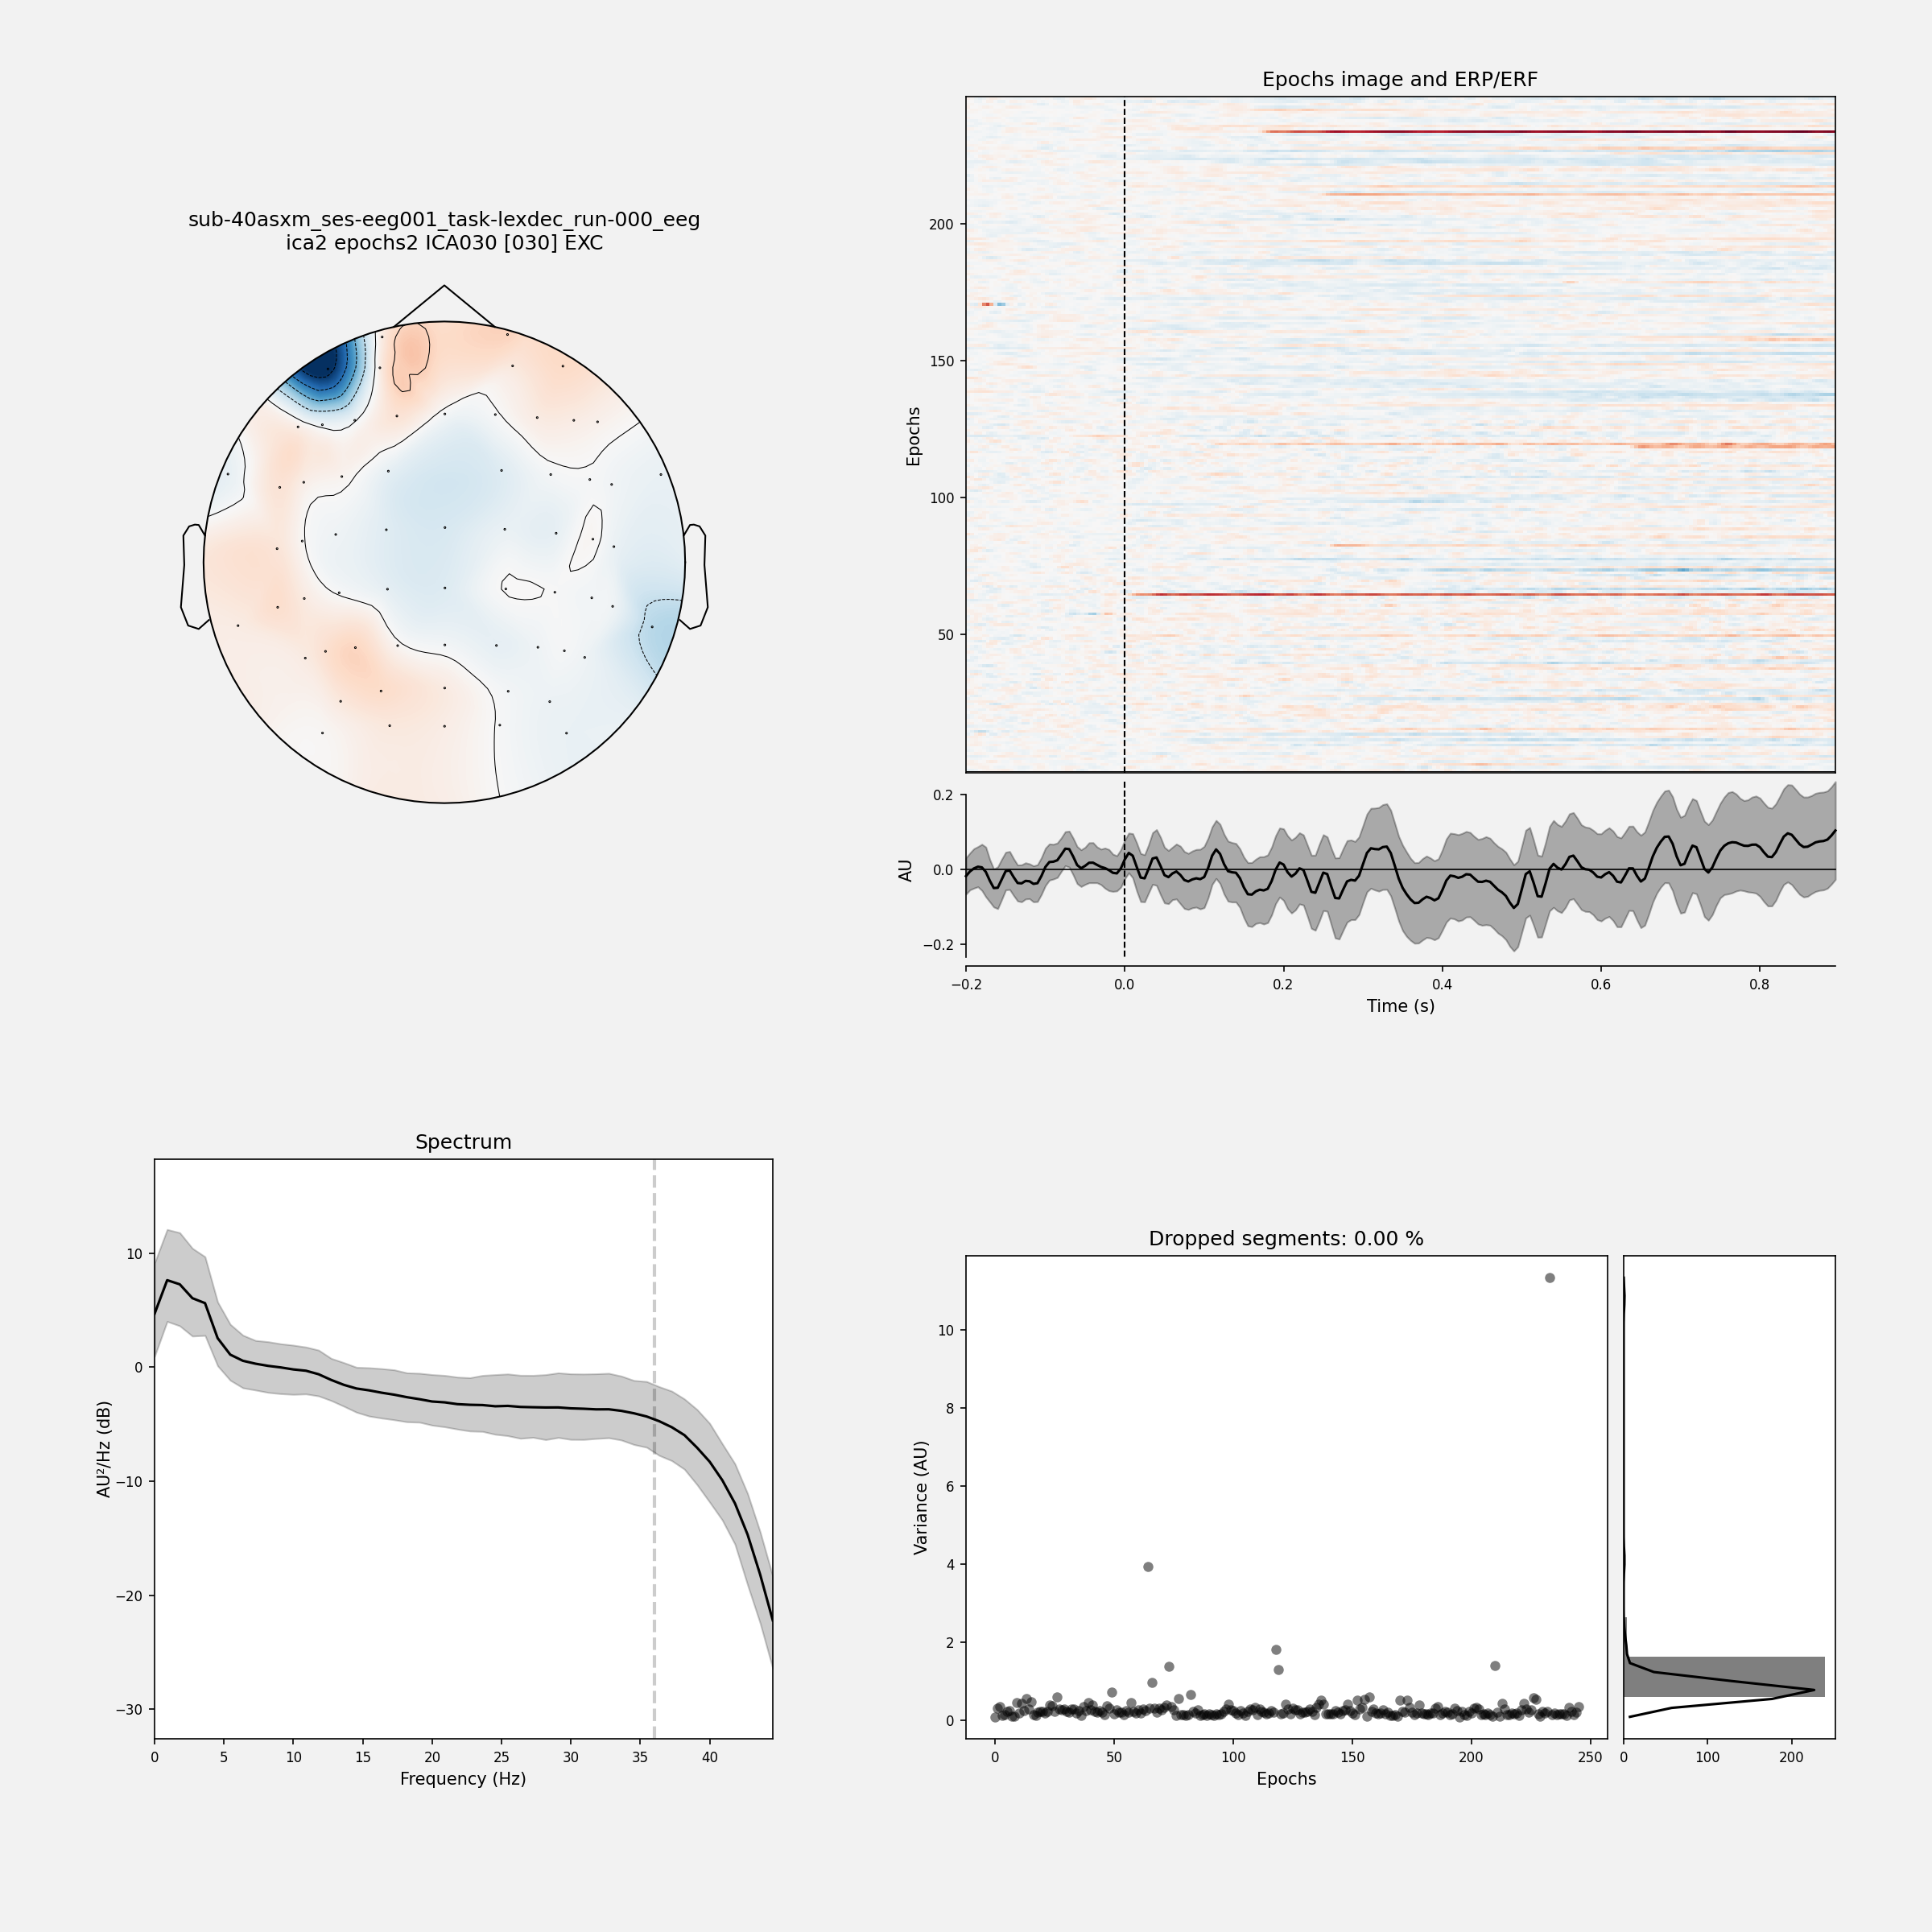 sub-40asxm_ses-eeg001_task-lexdec_run-000_eeg
ica2 epochs2 ICA030 [030] EXC
Epochs image and ERP/ERF
Epochs
200
150
100
50
AU
0.2
0.0
−0.2
−0.2 0.0 0.2 0.4 0.6 0.8
Time (s)
Spectrum
AU²/Hz (dB)
10
0
−10
−20
−30
0 5 10 15 20 25 30 35 40
Frequency (Hz)
Dropped segments: 0.00 %
Variance (AU)
10
8
6
4
2
0
0 50 100 150 200 250
Epochs
0 100 200